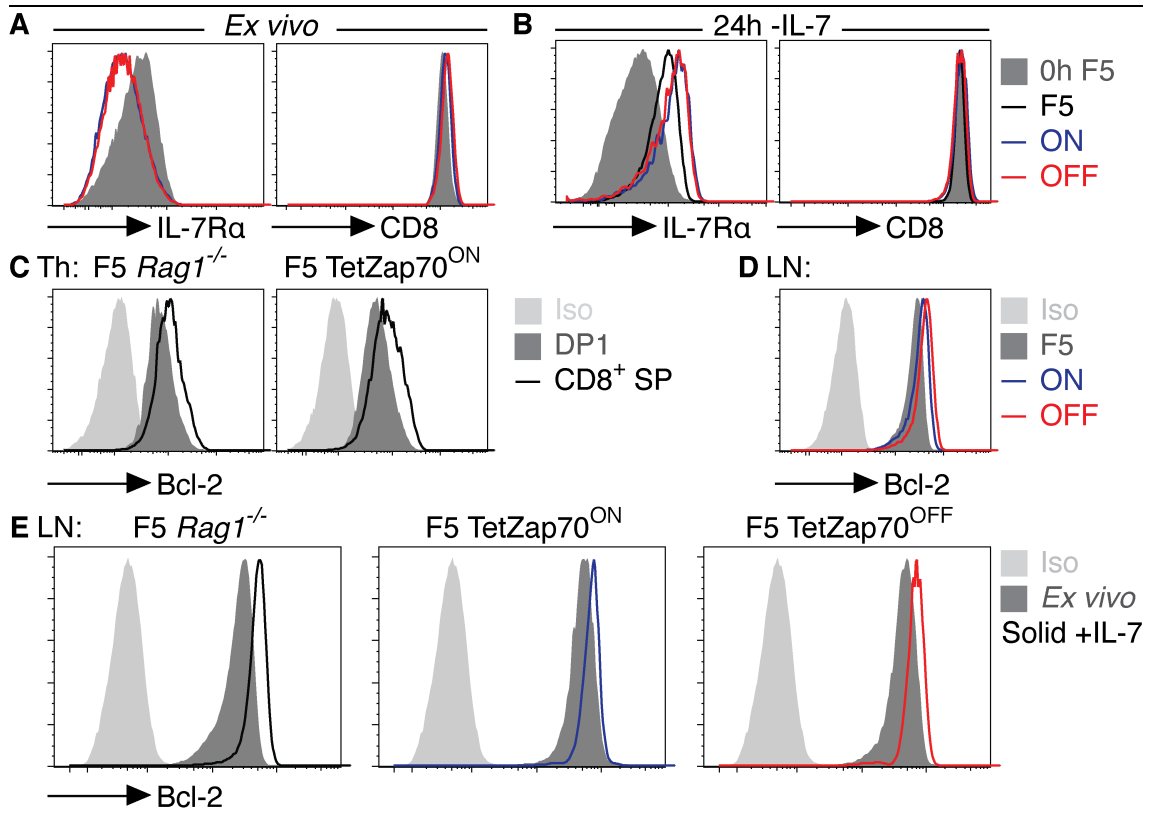 A Ex vivo
IL-7Rα CD8
B 24h -IL-7
IL-7Rα CD8
0h F5
F5
ON
OFF
C Th: F5 Rag1-/- F5 TetZap70ON
Iso
DP1
CD8+ SP
Bcl-2
D LN:
Iso
F5
ON
OFF
Bcl-2
E LN: F5 Rag1-/- F5 TetZap70ON F5 TetZap70OFF
Iso
Ex vivo
Solid +IL-7
Bcl-2